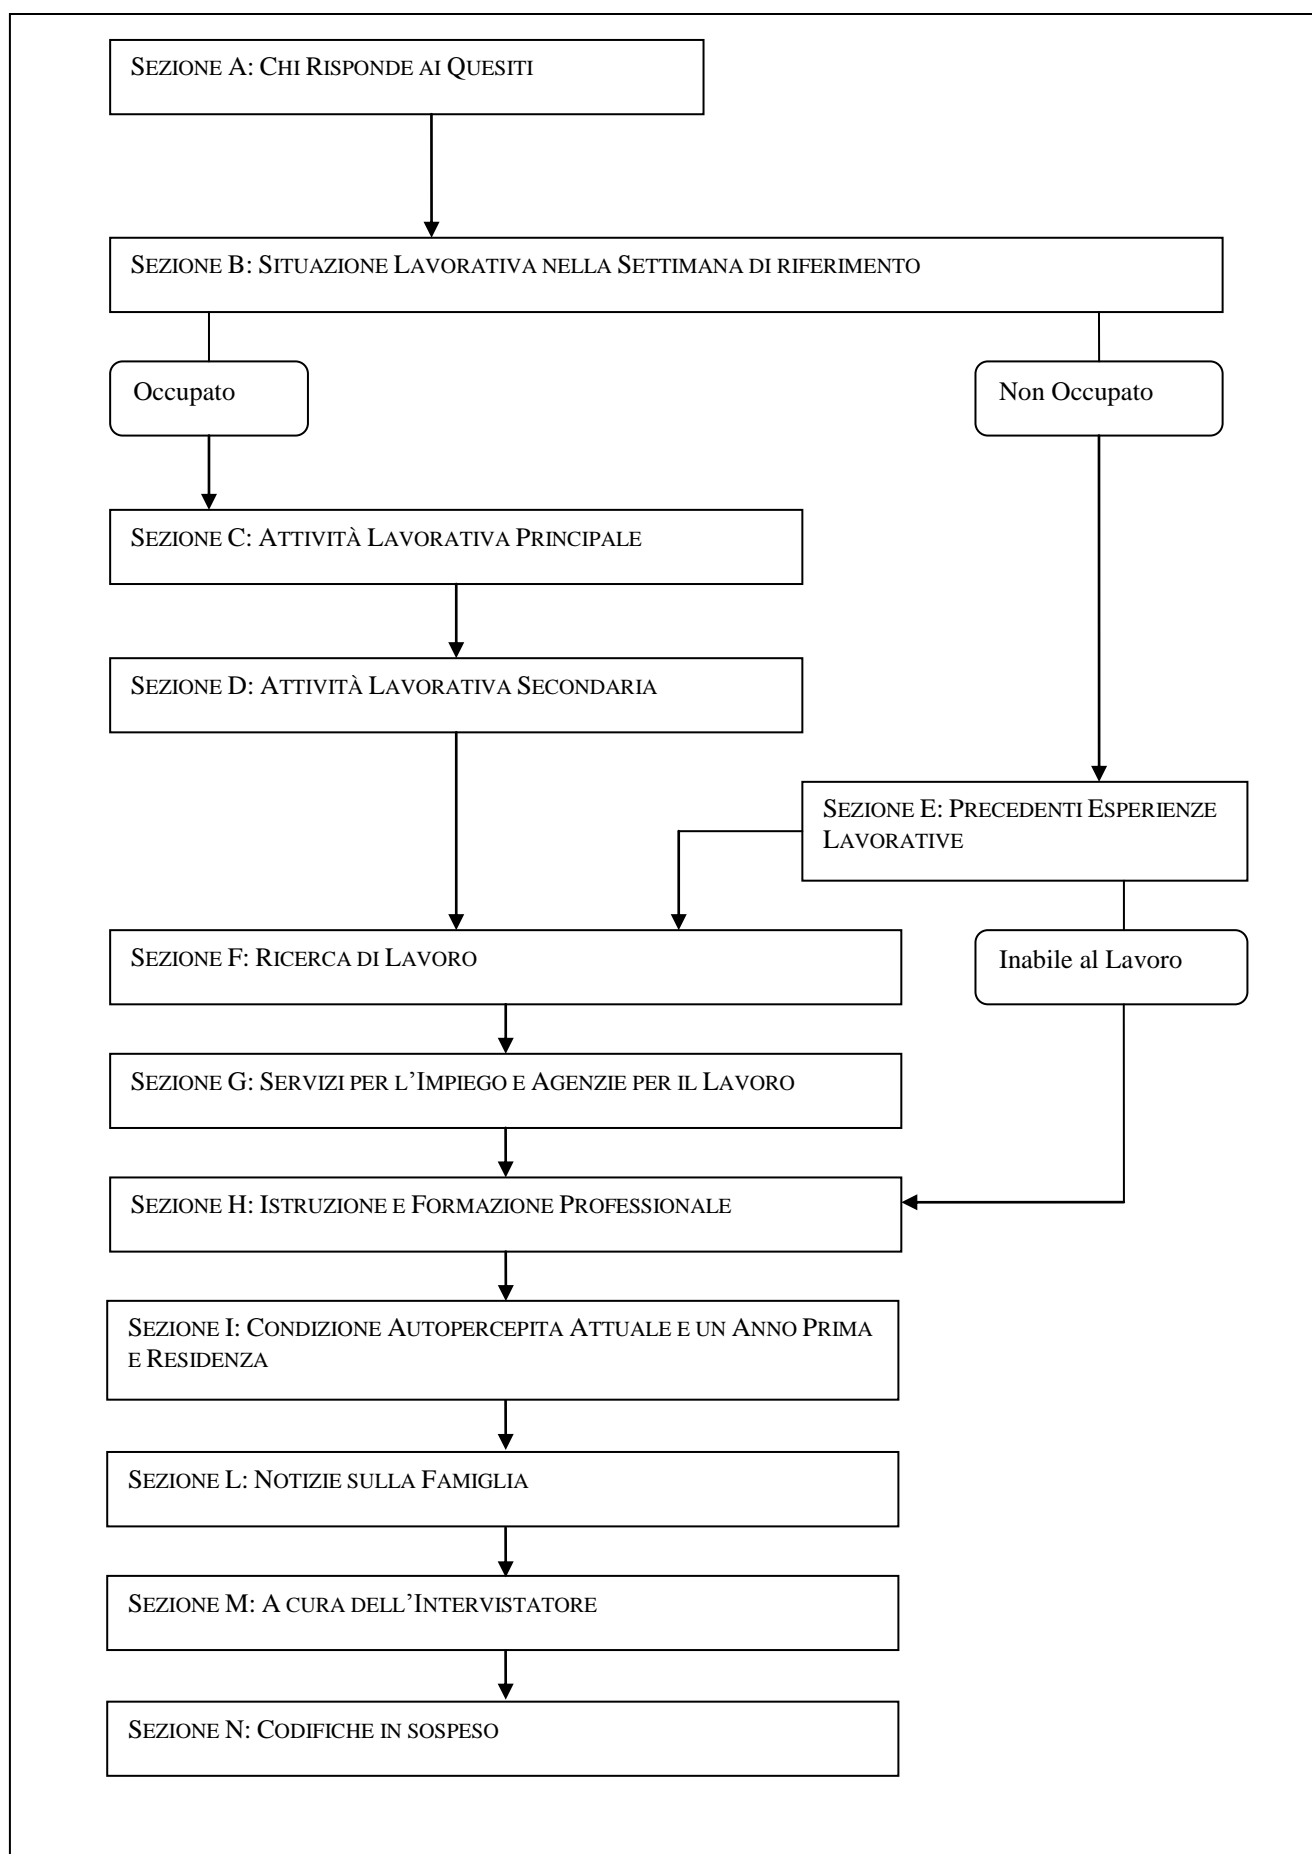 SEZIONE A: CHI RISPONDE AI QUESITI
SEZIONE B: SITUAZIONE LAVORATIVA NELLA SETTIMANA DI RIFERIMENTO
Occupato
Non Occupato
SEZIONE C: ATTIVITÀ LAVORATIVA PRINCIPALE
SEZIONE D: ATTIVITÀ LAVORATIVA SECONDARIA
SEZIONE E: PRECEDENTI ESPERIENZE
LAVORATIVE
SEZIONE F: RICERCA DI LAVORO
Inabile al Lavoro
SEZIONE G: SERVIZI PER L’IMPIEGO E AGENZIE PER IL LAVORO
SEZIONE H: ISTRUZIONE E FORMAZIONE PROFESSIONALE
SEZIONE I: CONDIZIONE AUTOPERCEPITA ATTUALE E UN ANNO PRIMA
E RESIDENZA
SEZIONE L: NOTIZIE SULLA FAMIGLIA
SEZIONE M: A CURA DELL’INTERVISTATORE
SEZIONE N: CODIFICHE IN SOSPESO